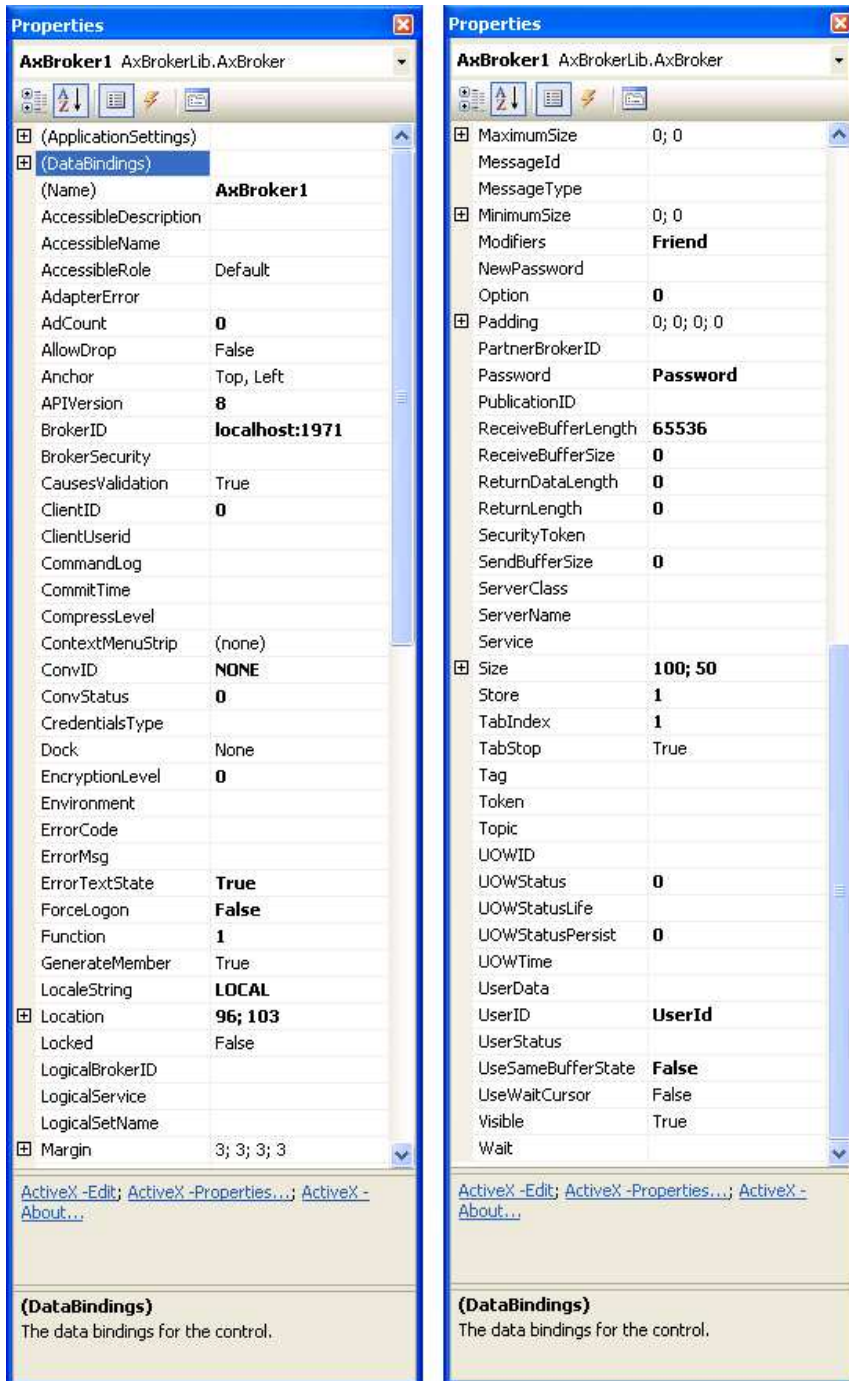 Properties
AxBroker1 AxBrokerLib.AxBroker
(ApplicationSettings)
(DataBindings)
(Name) AxBroker1
AccessibleDescription
AccessibleName
AccessibleRole Default
AdapterError
AdCount 0
AllowDrop False
Anchor Top, Left
APIVersion 8
BrokerID localhost:1971
BrokerSecurity
CausesValidation True
ClientID 0
ClientUserid
CommandLog
CommitTime
CompressLevel
ContextMenuStrip (none)
ConvID NONE
ConvStatus 0
CredentialsType
Dock None
EncryptionLevel 0
Environment
ErrorCode
ErrorMsg
ErrorTextState True
ForceLogon False
Function 1
GenerateMember True
LocaleString LOCAL
Location 96; 103
Locked False
LogicalBrokerID
LogicalService
LogicalSetName
Margin 3; 3; 3; 3
ActiveX -Edit; ActiveX -Properties...; ActiveX -
About...
(DataBindings)
The data bindings for the control.
Properties
AxBroker1 AxBrokerLib.AxBroker
MaximumSize 0; 0
MessageId
MessageType
MinimumSize 0; 0
Modifiers Friend
NewPassword
Option 0
Padding 0; 0; 0; 0
PartnerBrokerID
Password Password
PublicationID
ReceiveBufferLength 65536
ReceiveBufferSize 0
ReturnDataLength 0
ReturnLength 0
SecurityToken
SendBufferSize 0
ServerClass
ServerName
Service
Size 100; 50
Store 1
TabIndex 1
TabStop True
Tag
Token
Topic
UOWID
UOWStatus 0
UOWStatusLife
UOWStatusPersist 0
UOWTime
UserData
UserID UserId
UserStatus
UseSameBufferState False
UseWaitCursor False
Visible True
Wait
ActiveX -Edit; ActiveX -Properties...; ActiveX -
About...
(DataBindings)
The data bindings for the control.